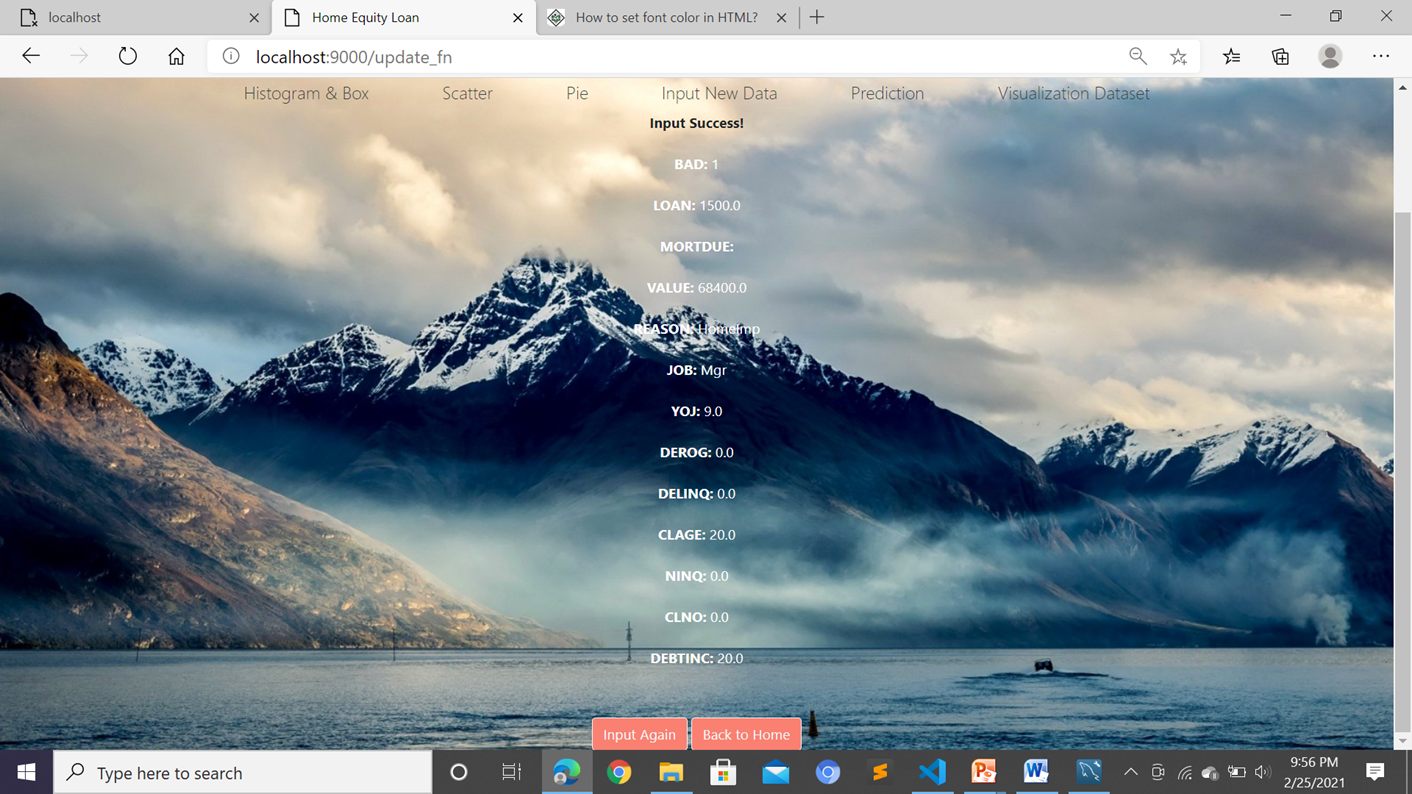 localhost
Home Equity Loan
How to set font color in HTML?
localhost:9000/update_fn
Histogram & Box Scatter Pie Input New Data Prediction Visualization Dataset
Input Success!
BAD: 1
LOAN: 1500.0
MORTDUE:
VALUE: 68400.0
REASON: HomeImp
JOB: Mgr
YOJ: 9.0
DEROG: 0.0
DELINQ: 0.0
CLAGE: 20.0
NINQ: 0.0
CLNO: 0.0
DEBTINC: 20.0
Input Again Back to Home
Type here to search
9:56 PM
2/25/2021